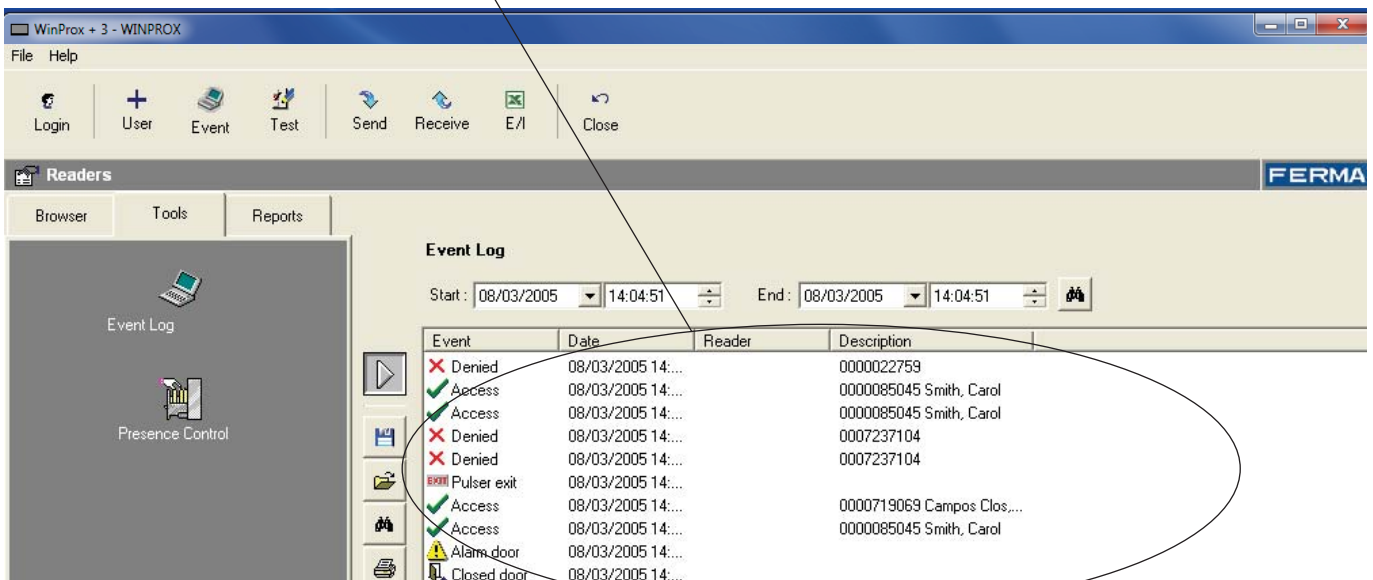 WinProx + 3 - WINPROX
File Help
Login User Event Test Send Receive E/I Close
Readers FERMA
Browser Tools Reports
Event Log
Start : 08/03/2005 14:04:51 End : 08/03/2005 14:04:51
Event Log
Event Date Reader Description
Denied 08/03/2005 14:... 0000022759
Access 08/03/2005 14:... 0000085045 Smith, Carol
Access 08/03/2005 14:... 0000085045 Smith, Carol
Presence Control
Denied 08/03/2005 14:... 0007237104
Denied 08/03/2005 14:... 0007237104
EXIT Pulser exit 08/03/2005 14:...
Access 08/03/2005 14:... 0000719069 Campos Clos,...
Access 08/03/2005 14:... 0000085045 Smith, Carol
Alarm door 08/03/2005 14:...
Closed door 08/03/2005 14:...